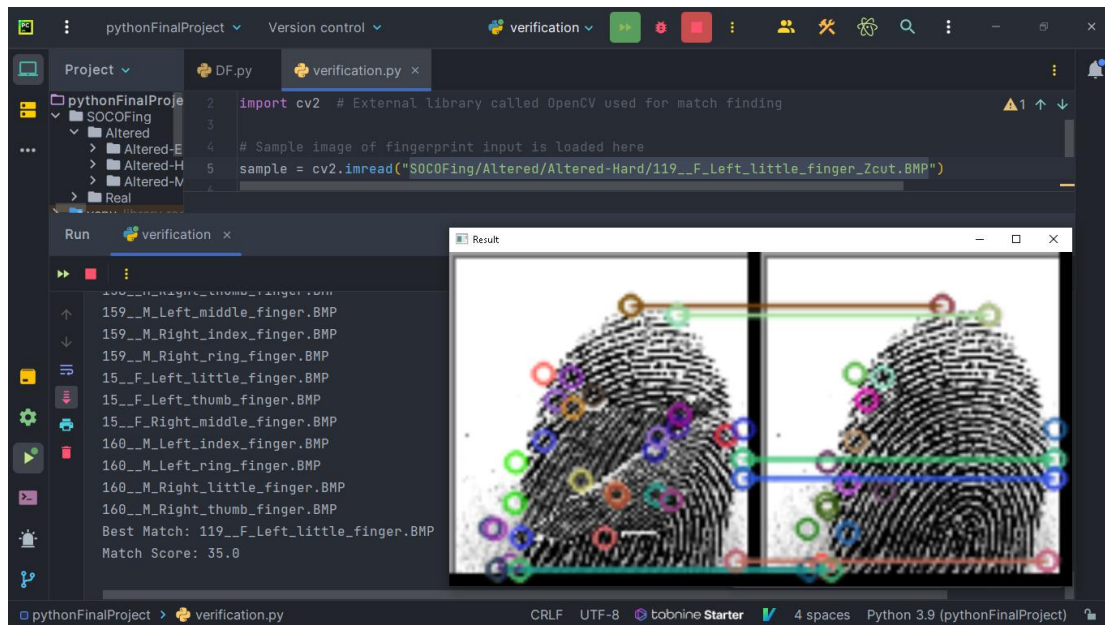 PC pythonFinalProject Version control verification
Project DF.py verification.py ×
pythonFinalProje
SOCOFing
Altered
Altered-E
Altered-H
Altered-M
Real
2 import cv2 # External library called OpenCV used for match finding
3
4 # Sample image of fingerprint input is loaded here
5 sample = cv2.imread("SOCOFing/Altered/Altered-Hard/119__F_Left_little_finger_Zcut.BMP")
1
Run verification ×
159__M_Left_middle_finger.BMP
159__M_Right_index_finger.BMP
159__M_Right_ring_finger.BMP
15__F_Left_little_finger.BMP
15__F_Left_thumb_finger.BMP
15__F_Right_middle_finger.BMP
160__M_Left_index_finger.BMP
160__M_Left_ring_finger.BMP
160__M_Right_little_finger.BMP
160__M_Right_thumb_finger.BMP
Best Match: 119__F_Left_little_finger.BMP
Match Score: 35.0
Result
pythonFinalProject > verification.py CRLF UTF-8 tabnine Starter 4 spaces Python 3.9 (pythonFinalProject)